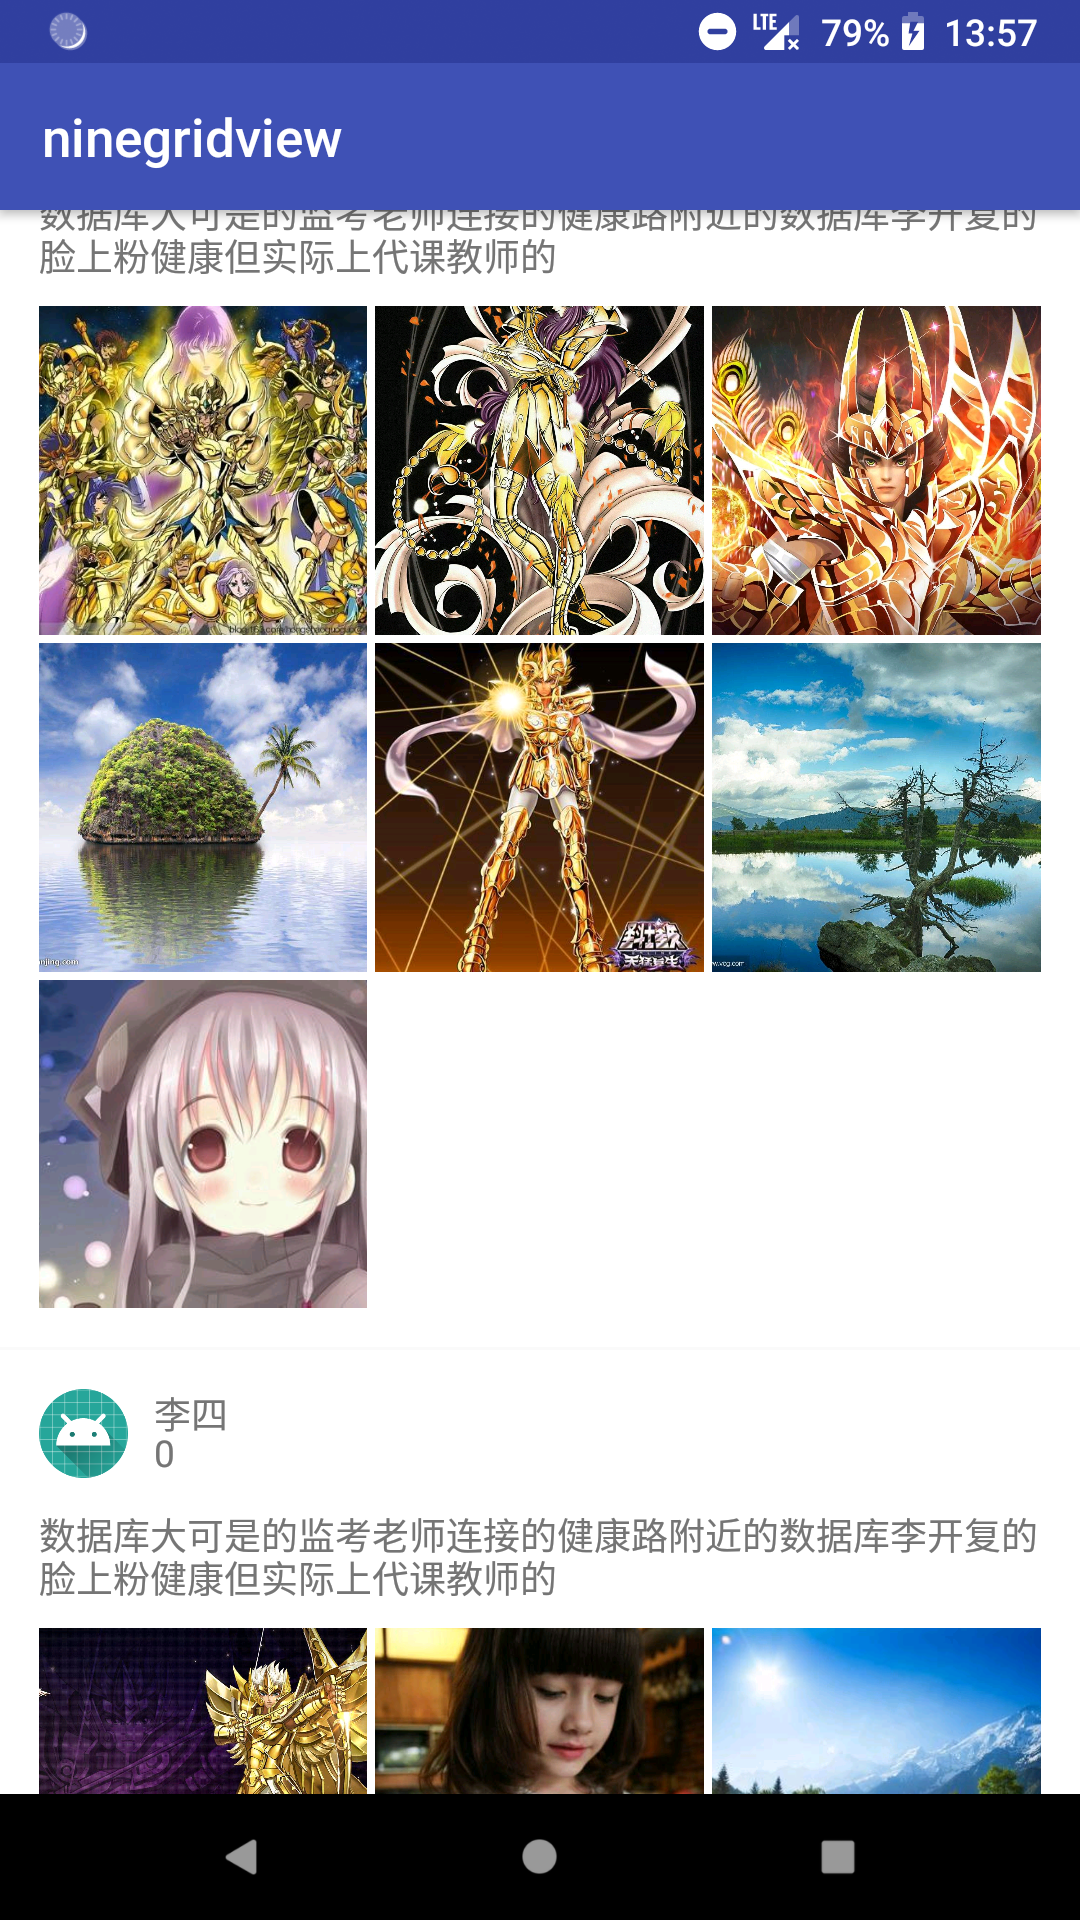 LTE 79% 13:57
ninegridview
数据库大可是的监考老师连接的健康路附近的数据库李开复的
脸上粉健康但实际上代课教师的
李四
0
数据库大可是的监考老师连接的健康路附近的数据库李开复的
脸上粉健康但实际上代课教师的